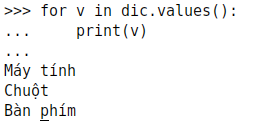 >>> for v in dic.values():
...     print(v)
...
Máy tính
Chuột
Bàn phím